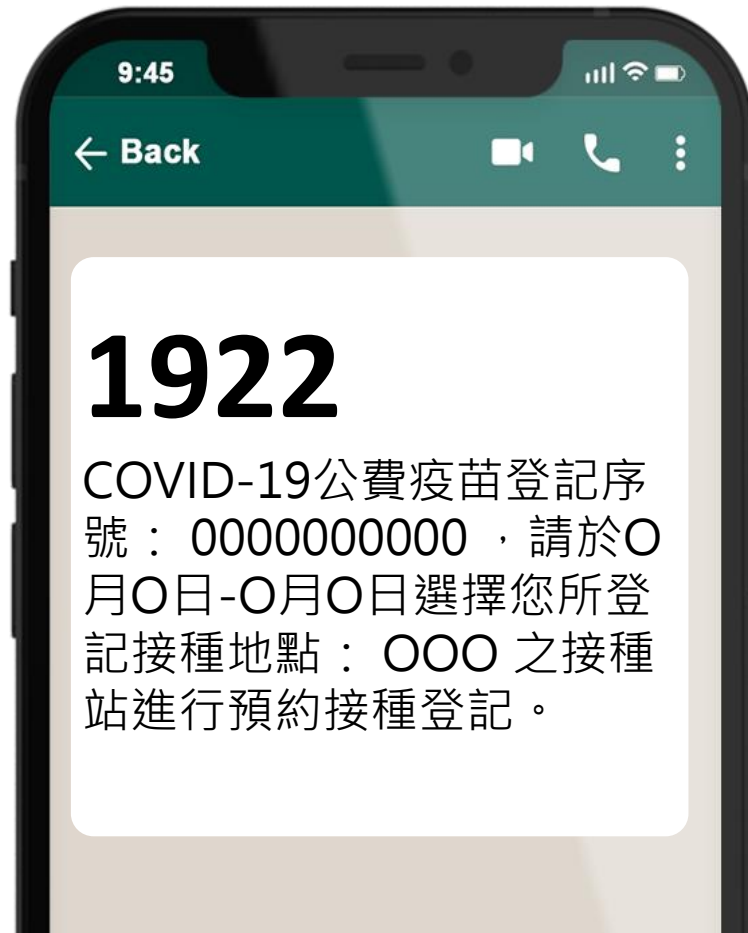 9:45
← Back
1922
COVID-19公費疫苗登記序
號： 0000000000 ，請於O
月O日-O月O日選擇您所登
記接種地點： OOO 之接種
站進行預約接種登記。